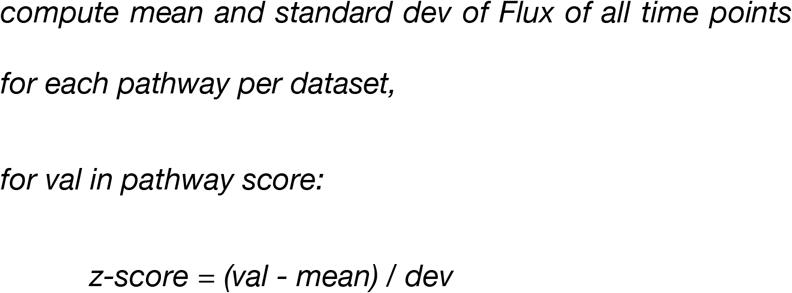 compute mean and standard dev of Flux of all time points
for each pathway per dataset,
for val in pathway score:
z-score = (val - mean) / dev